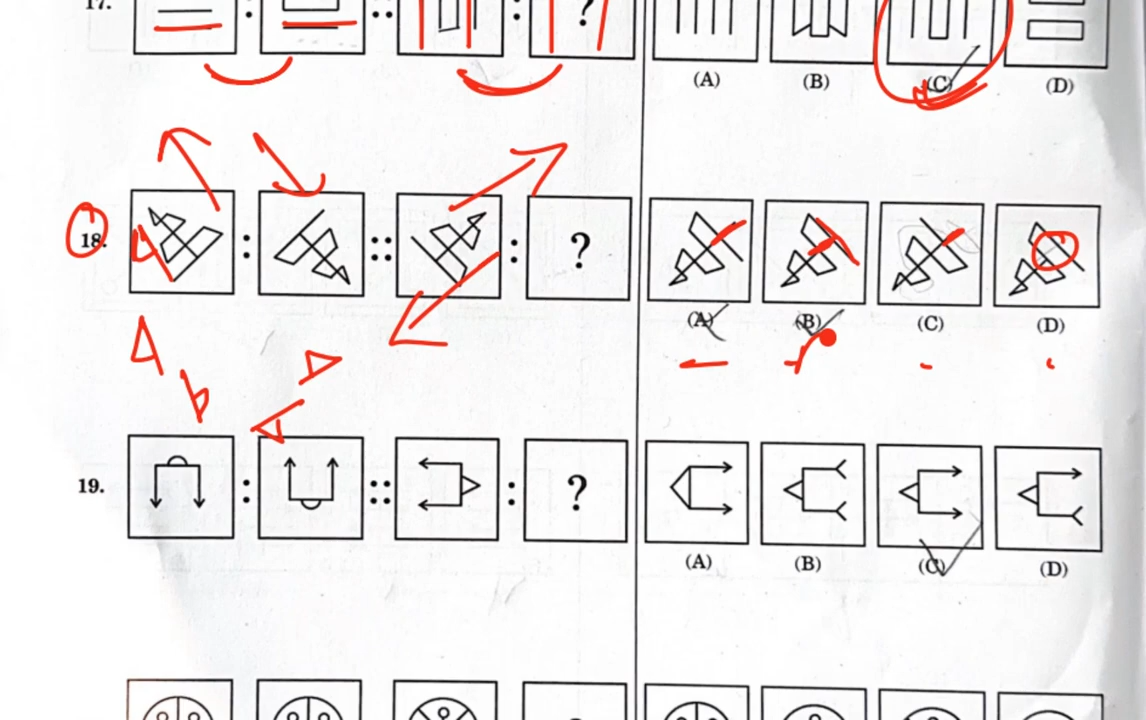 17. : :: : ?
(A) (B) (C) (D)
18. : :: : ?
(A) (B) (C) (D)
19. : :: : ?
(A) (B) (C) (D)